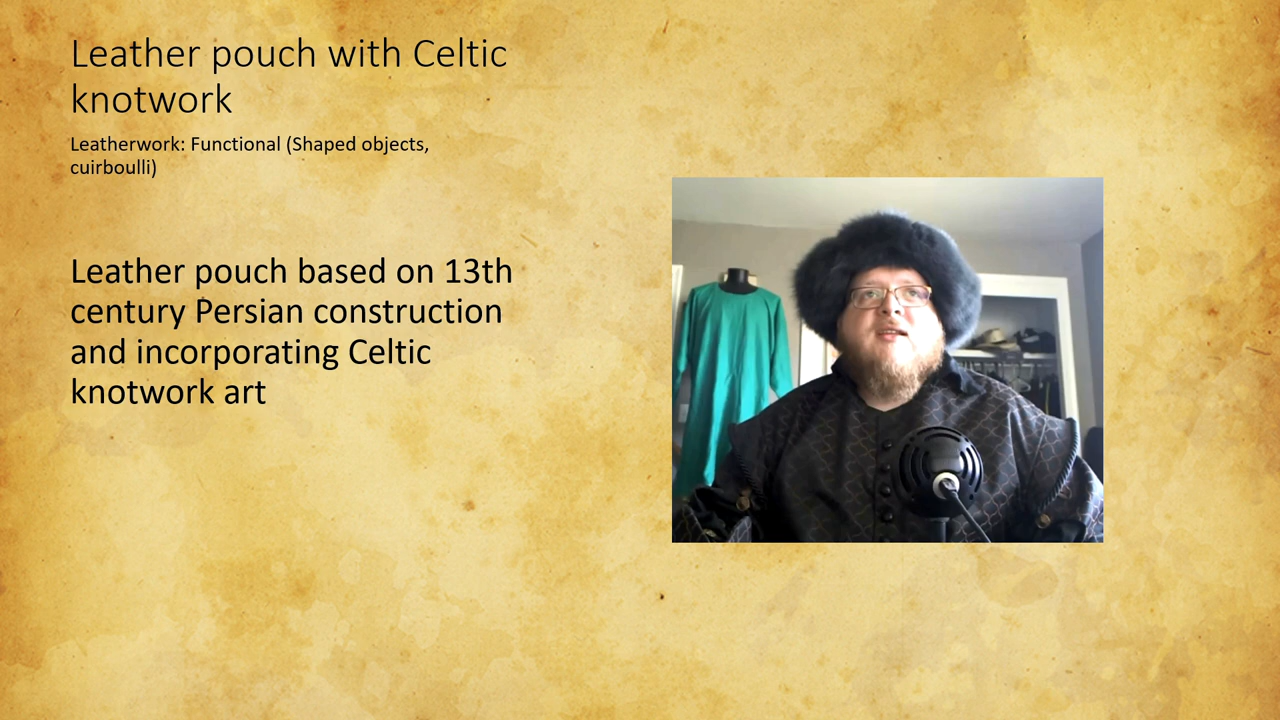 Leather pouch with Celtic
knotwork
Leatherwork: Functional (Shaped objects,
cuirboulli)
Leather pouch based on 13th
century Persian construction
and incorporating Celtic
knotwork art